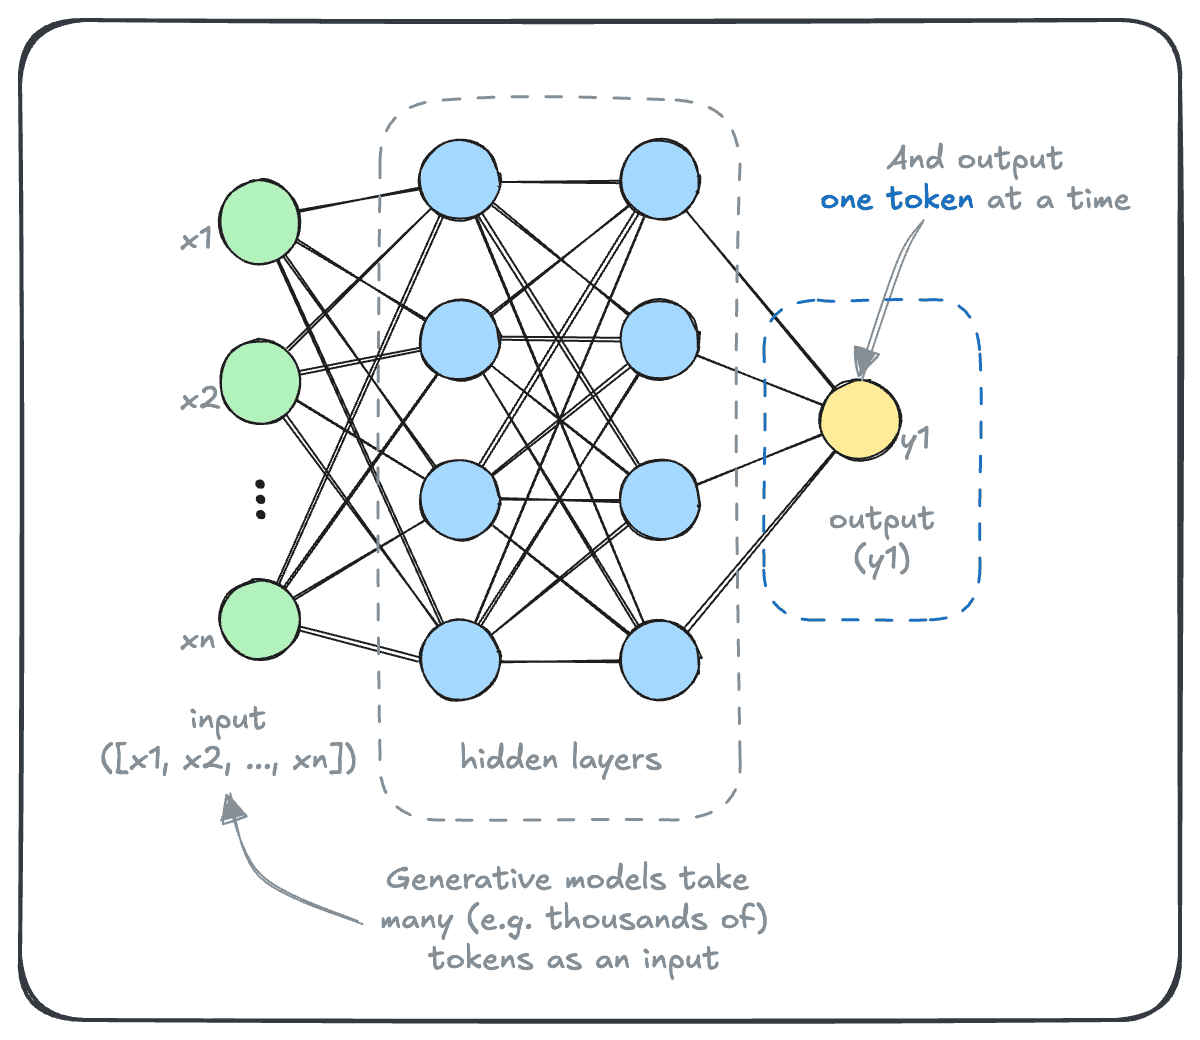 And output
one token at a time
x1
x2
xn
y1
output
(y1)
input
([x1, x2, ..., xn])
hidden layers
Generative models take
many (e.g. thousands of)
tokens as an input